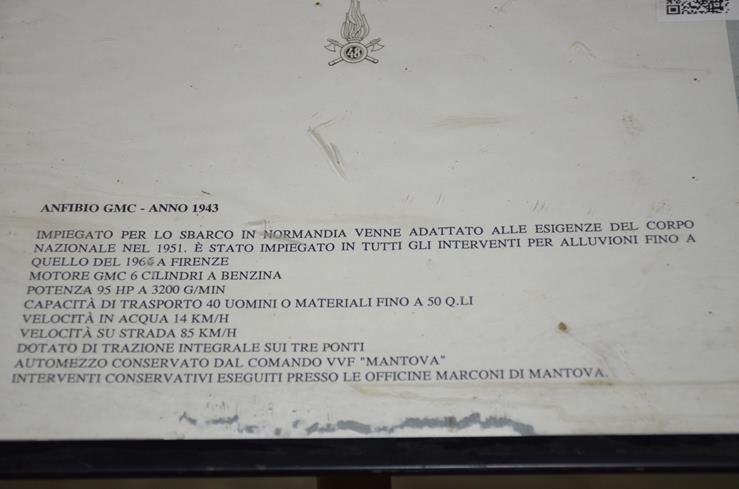 48
ANFIBIO GMC - ANNO 1943
IMPIEGATO PER LO SBARCO IN NORMANDIA VENNE ADATTATO ALLE ESIGENZE DEL CORPO
NAZIONALE NEL 1951. È STATO IMPIEGATO IN TUTTI GLI INTERVENTI PER ALLUVIONI FINO A
QUELLO DEL 1966 A FIRENZE
MOTORE GMC 6 CILINDRI A BENZINA
POTENZA 95 HP A 3200 G/MIN
CAPACITÀ DI TRASPORTO 40 UOMINI O MATERIALI FINO A 50 Q.LI
VELOCITÀ IN ACQUA 14 KM/H
VELOCITÀ SU STRADA 85 KM/H
DOTATO DI TRAZIONE INTEGRALE SUI TRE PONTI
AUTOMEZZO CONSERVATO DAL COMANDO VVF "MANTOVA"
INTERVENTI CONSERVATIVI ESEGUITI PRESSO LE OFFICINE MARCONI DI MANTOVA.